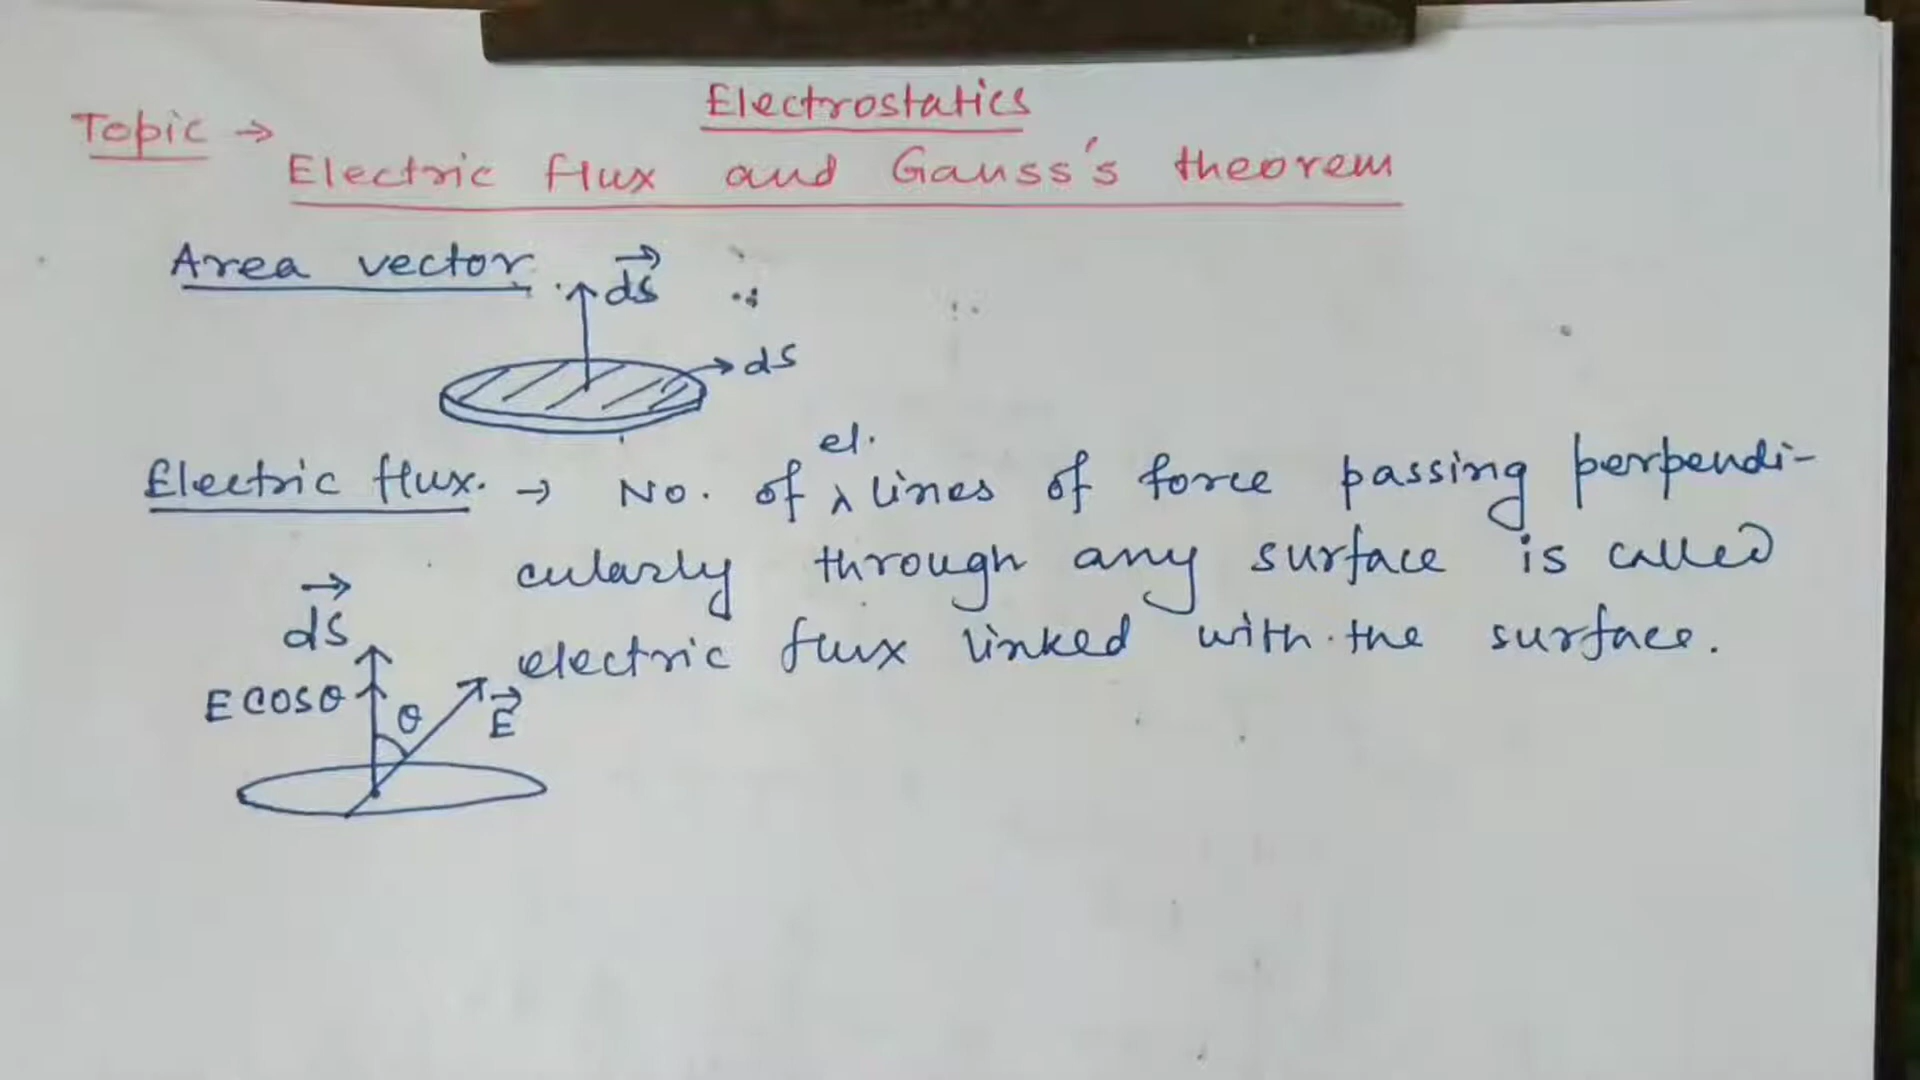 Electrostatics
Topic →
Electric flux and Gauss's theorem
Area vector
ds
ds
el.
Electric flux. → No. of λ lines of force passing perpendi-
cularly through any surface is called
ds
electric flux linked with the surface.
E cosθ θ E